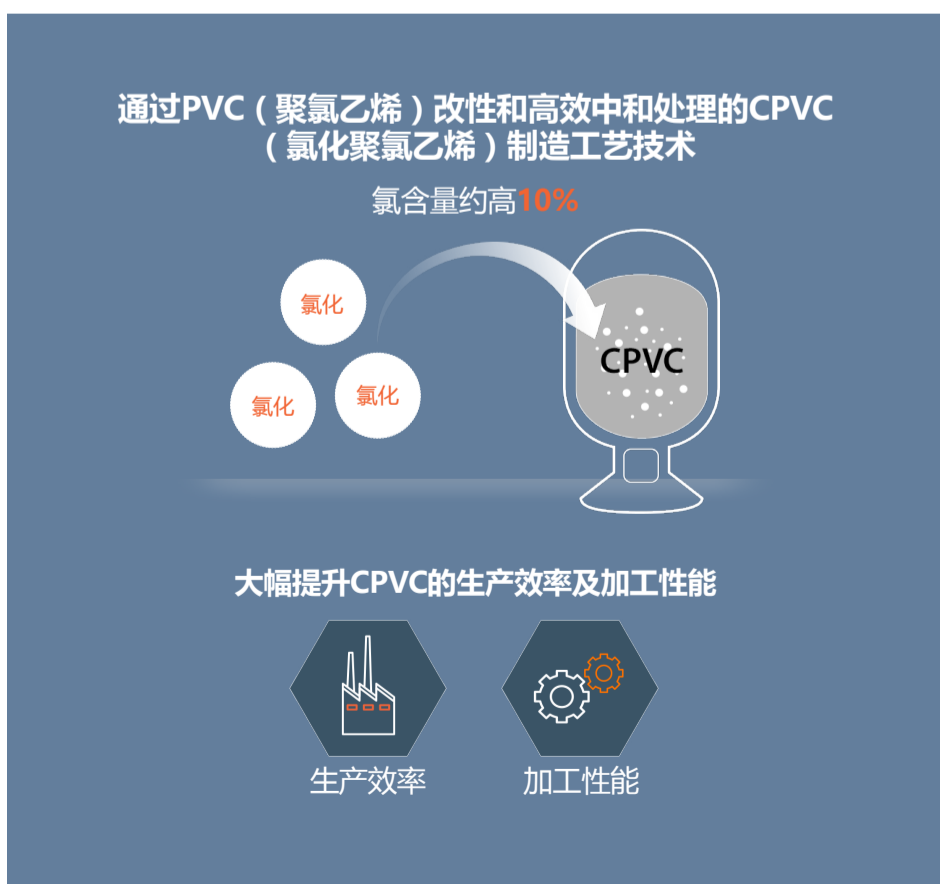 通过PVC（聚氯乙烯）改性和高效中和处理的CPVC
（氯化聚氯乙烯）制造工艺技术
氯含量约高10%
氯化
氯化
氯化
CPVC
大幅提升CPVC的生产效率及加工性能
生产效率
加工性能